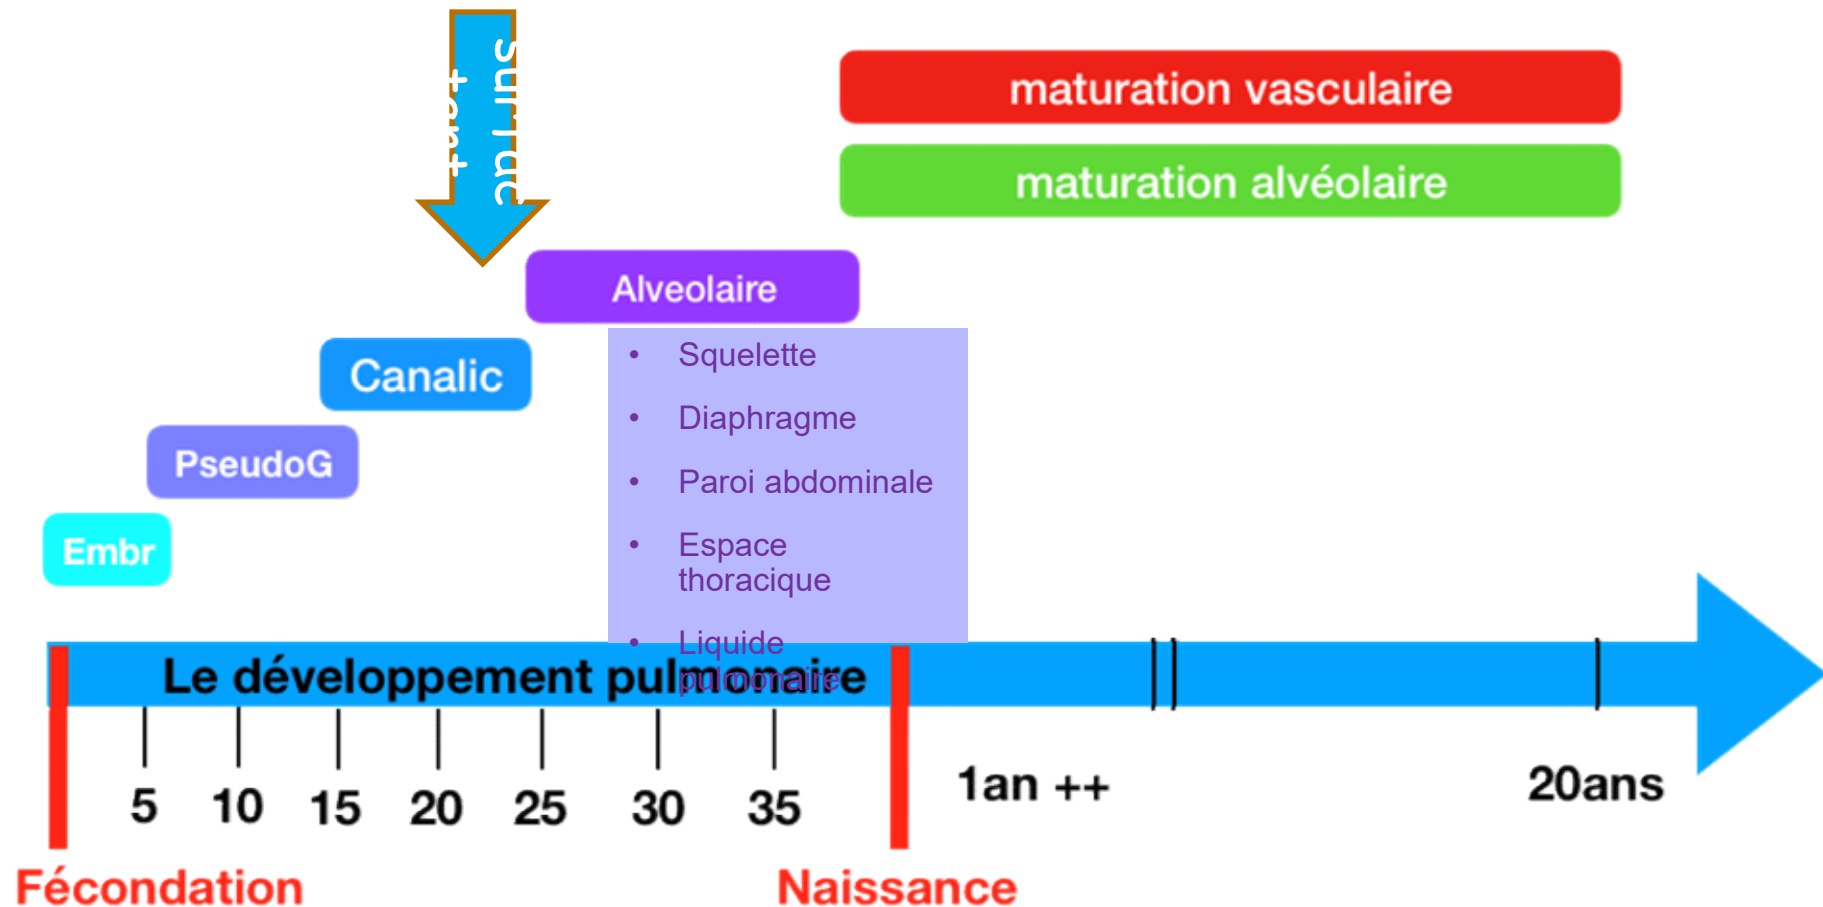 maturation vasculaire
maturation alvéolaire
Alveolaire
Canalic
PseudoG
Embr
• Squelette
• Diaphragme
• Paroi abdominale
• Espace
thoracique
• Liquide
pulmonaire
Le développement pulmonaire
5 10 15 20 25 30 35
1an ++
20ans
Fécondation
Naissance